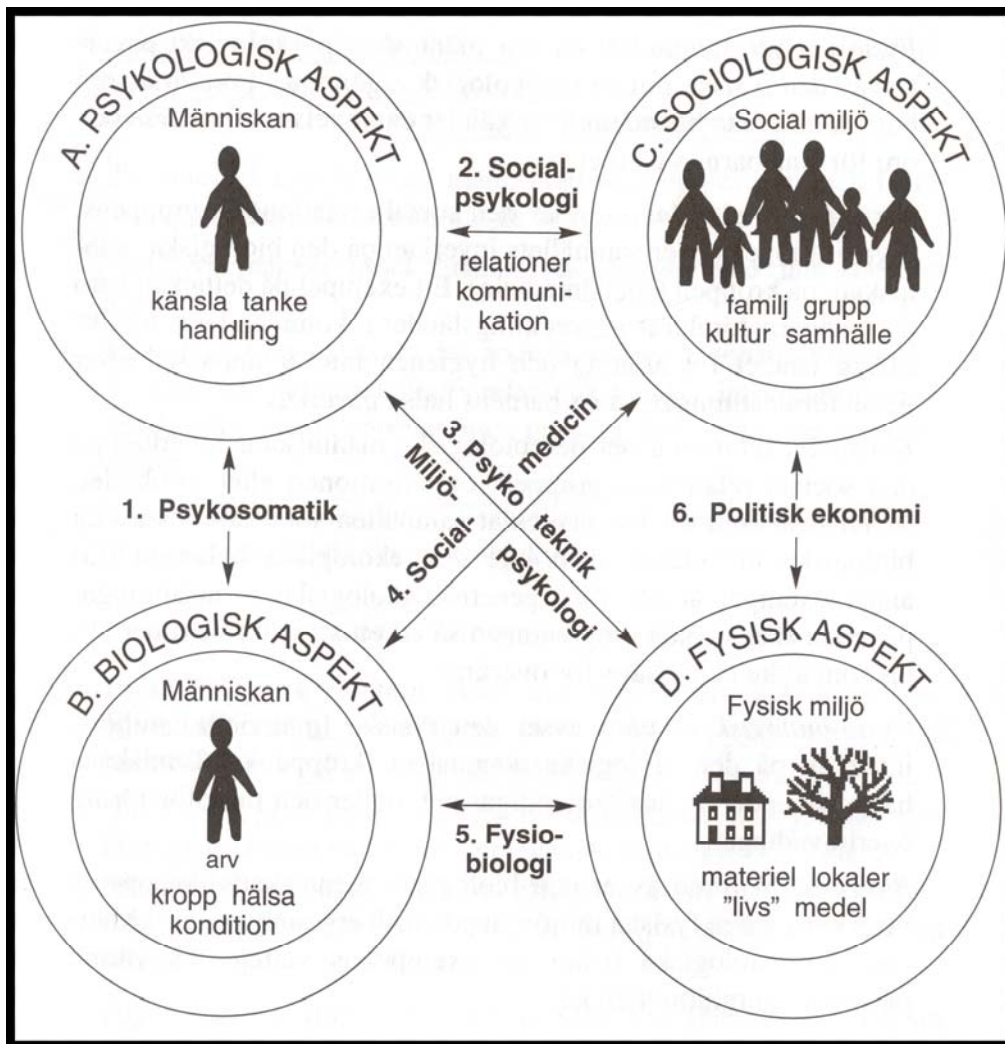 A. PSYKOLOGISK ASPEKT
Människan
känsla tanke
handling
2. Social-
psykologi
relationer
kommuni-
kation
C. SOCIOLOGISK ASPEKT
Social miljö
familj grupp
kultur samhälle
1. Psykosomatik
3. Psykoteknik
Miljö-
psykologi
4. Social-
medicin
6. Politisk ekonomi
B. BIOLOGISK ASPEKT
Människan
arv
kropp hälsa
kondition
5. Fysio-
biologi
D. FYSISK ASPEKT
Fysisk miljö
materiel lokaler
"livs" medel